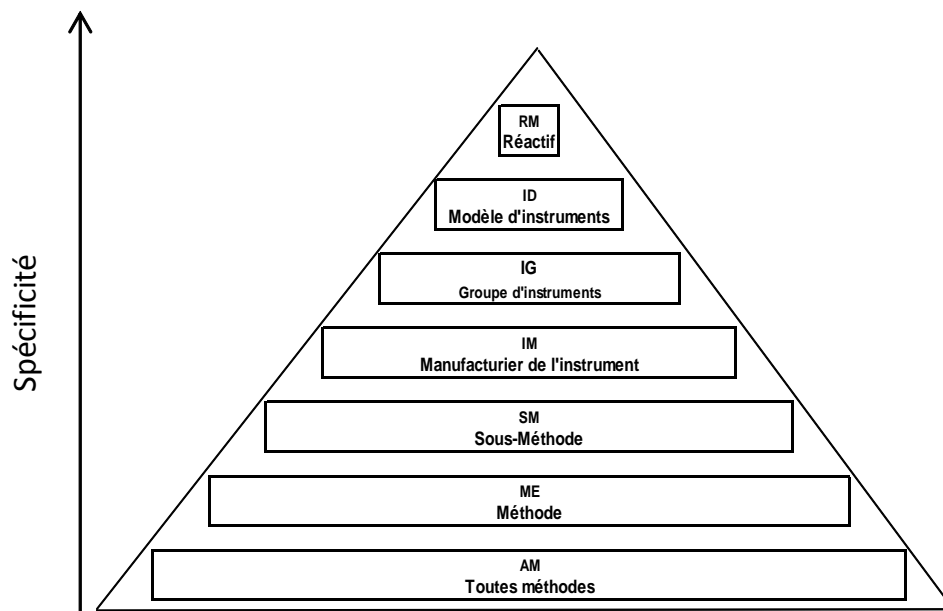 Spécificité
RM
Réactif
ID
Modèle d'instruments
IG
Groupe d'instruments
IM
Manufacturier de l'instrument
SM
Sous-Méthode
ME
Méthode
AM
Toutes méthodes